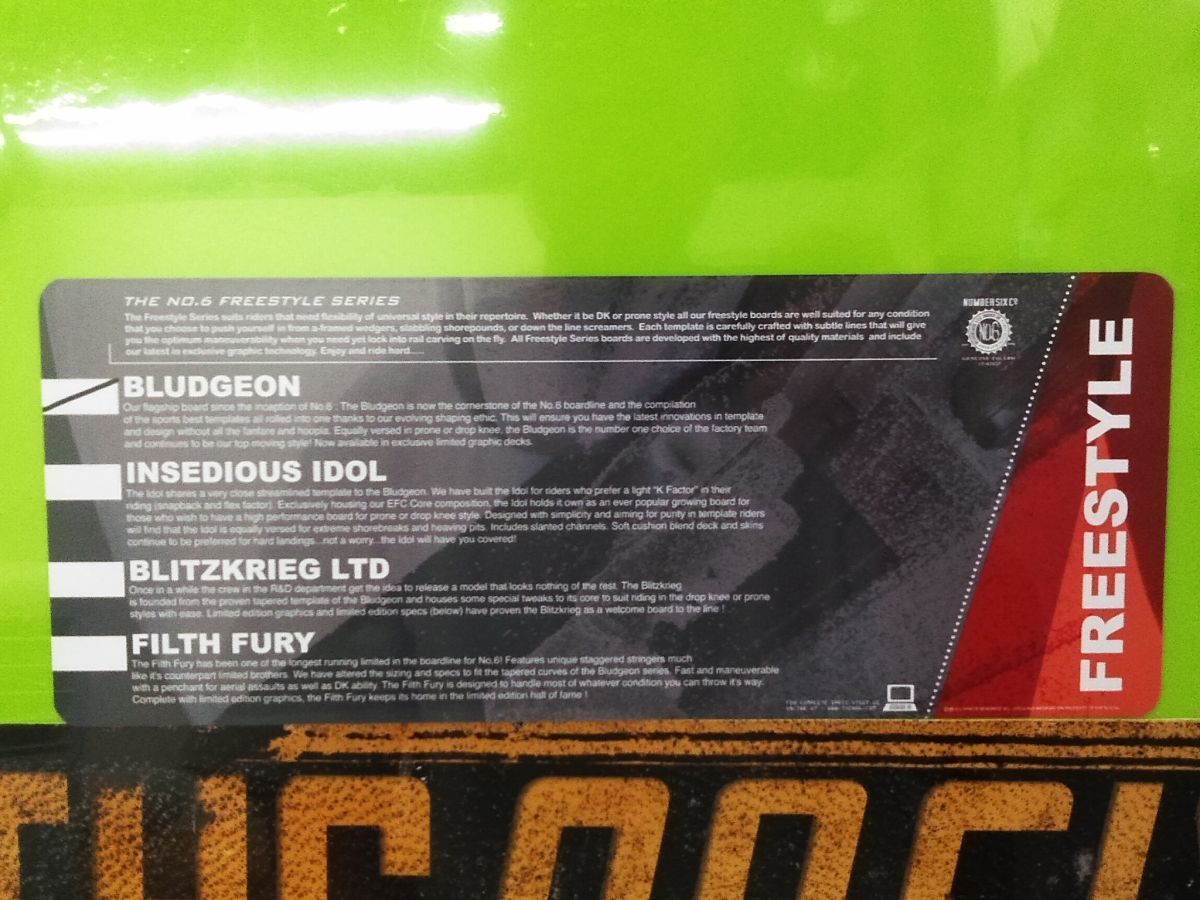 THE NO.6 FREESTYLE SERIES
The Freestyle Series suits riders that need flexibility of universal style in their repertoire. Whether it be DK or prone style all our freestyle boards are well suited for any condition
that you choose to push yourself in from a-framed wedgers, slabbling shorepounds, or down the line screamers. Each template is carefully crafted with subtle lines that will give
you the optimum maneuverability when you need yet lock into rail carving on the fly. All Freestyle Series boards are developed with the highest of quality materials and include
our latest in exclusive graphic technology. Enjoy and ride hard.....
NUMBERSIXCO
NO.6
BLUDGEON
Our flagship board since the inception of No.6 . The Bludgeon is now the cornerstone of the No.6 boardline and the compilation
of the sports best templates all rolled into one thanks to our evolving shaping ethic. This will ensure you have the latest innovations in template
and design without all the fanfare and hoopla. Equally versed in prone or drop knee, the Bludgeon is the number one choice of the factory team
and continues to be our top moving style! Now available in exclusive limited graphic decks.
INSEDIOUS IDOL
The Idol shares a very close streamlined template to the Bludgeon. We have built the Idol for riders who prefer a light "K Factor" in their
riding (snapback and flex factor). Exclusively housing our EFC Core composition, the Idol holds it own as an ever popular growing board for
those who wish to have a high performance board for prone or drop knee style. Designed with simplicity and aiming for purity in template riders
will find that the Idol is equally versed for extreme shorebreaks and heaving pits. Includes slanted channels. Soft cushion blend deck and skins
continue to be preferred for hard landings...not a worry...the Idol will have you covered!
BLITZKRIEG LTD
Once in a while the crew in the R&D department get the idea to release a model that looks nothing of the rest. The Blitzkrieg
is founded from the proven tapered template of the Bludgeon and houses some special tweaks to its core to suit riding in the drop knee or prone
styles with ease. Limited edition graphics and limited edition specs (below) have proven the Blitzkrieg as a welcome board to the line !
FILTH FURY
The Filth Fury has been one of the longest running limited in the boardline for No.6! Features unique staggered stringers much
like it's counterpart limited brothers. We have altered the sizing and specs to fit the tapered curves of the Bludgeon series. Fast and maneuverable
with a penchant for aerial assaults as well as DK ability. The Filth Fury is designed to handle most of whatever condition you can throw it's way.
Complete with limited edition graphics, the Filth Fury keeps its home in the limited edition hall of fame !
FOR COMPLETE SPECS VISIT US
FREESTYLE